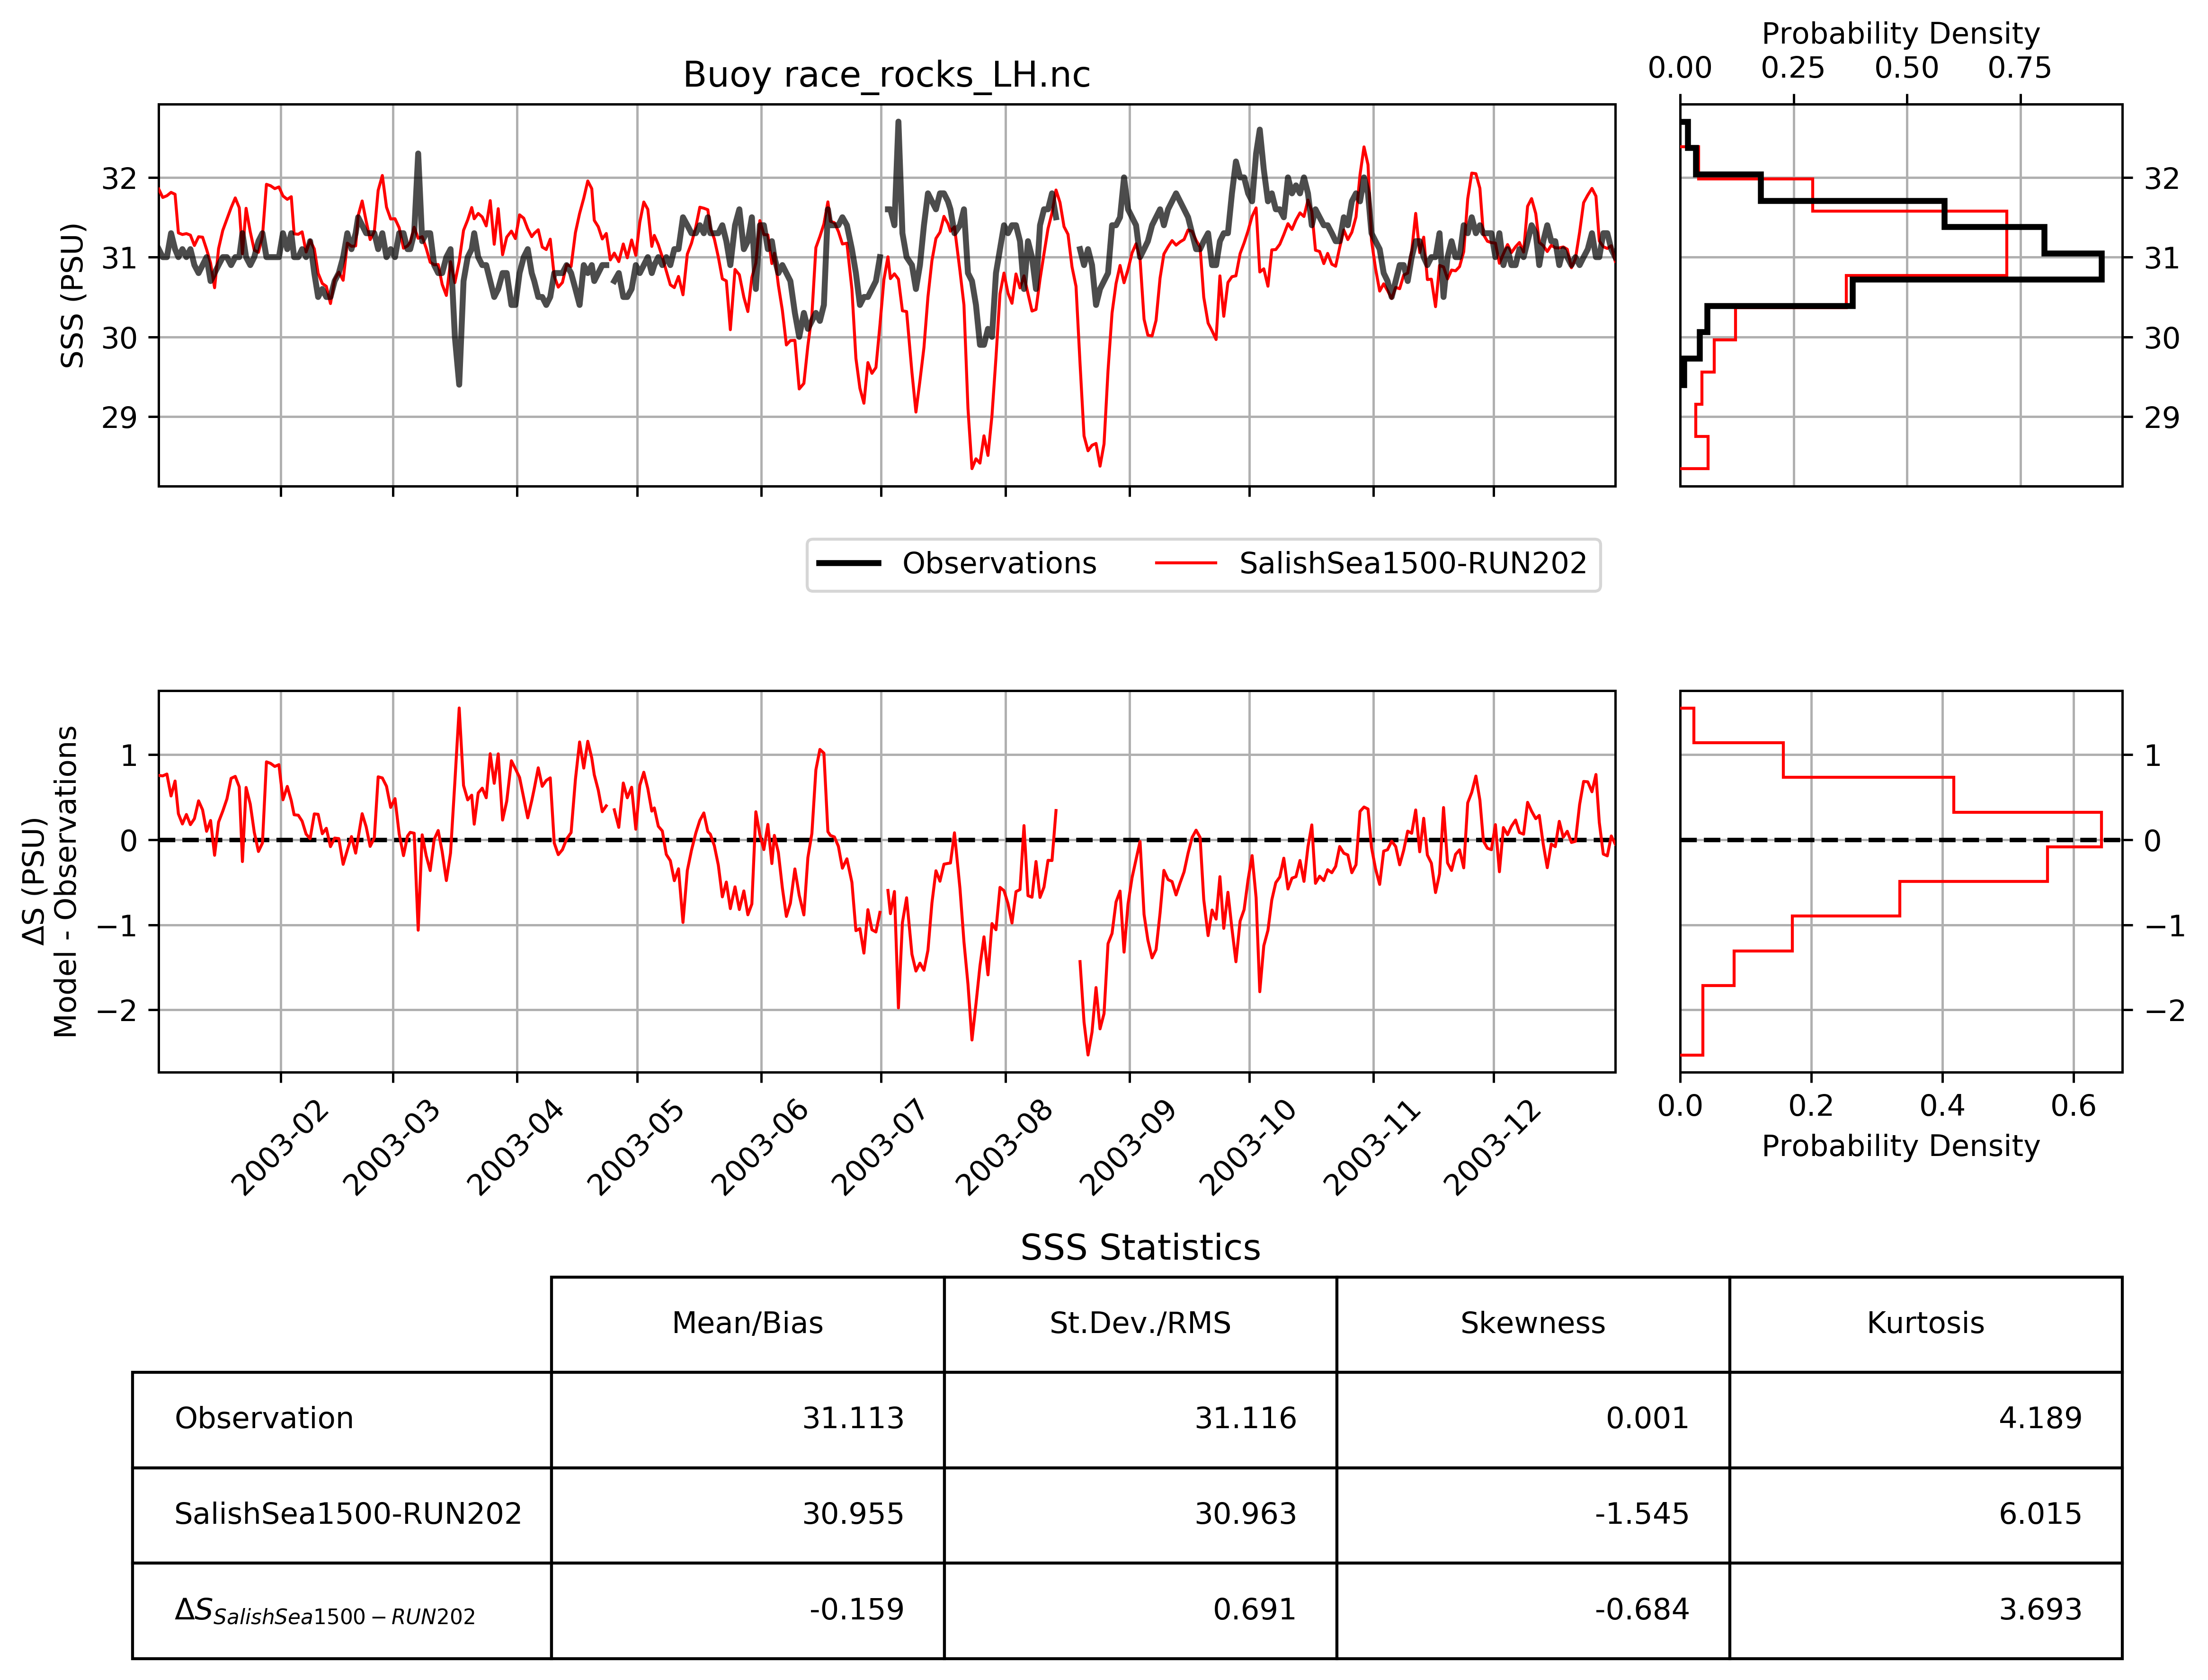 Probability Density
0.00 0.25 0.50 0.75
Buoy race_rocks_LH.nc
SSS (PSU)
32
31
30
29
32
31
30
29
Observations SalishSea1500-RUN202
ΔS (PSU)
Model - Observations
1
0
−1
−2
1
0
−1
−2
2003-02 2003-03 2003-04 2003-05 2003-06 2003-07 2003-08 2003-09 2003-10 2003-11 2003-12
0.0 0.2 0.4 0.6
Probability Density
SSS Statistics
Mean/Bias St.Dev./RMS Skewness Kurtosis
Observation 31.113 31.116 0.001 4.189
SalishSea1500-RUN202 30.955 30.963 -1.545 6.015
ΔS SalishSea1500−RUN202 -0.159 0.691 -0.684 3.693